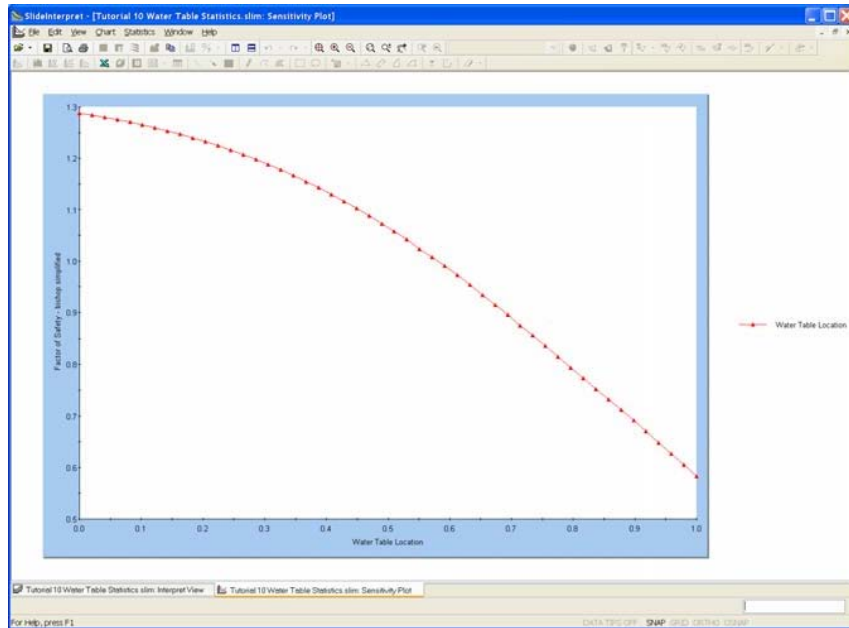 SlideInterpret - [Tutorial 10 Water Table Statistics.slim: Sensitivity Plot]
File Edit View Chart Statistics Window Help
1.3
1.2
1.1
1.0
0.9
0.8
0.7
0.6
0.5
Factor of Safety - bishop simplified
0.0 0.1 0.2 0.3 0.4 0.5 0.6 0.7 0.8 0.9 1.0
Water Table Location
Water Table Location
Tutorial 10 Water Table Statistics.slim: Interpret View
Tutorial 10 Water Table Statistics.slim: Sensitivity Plot
For Help, press F1
DATA TIPS OFF SNAP GRID ORTHO OSNAP